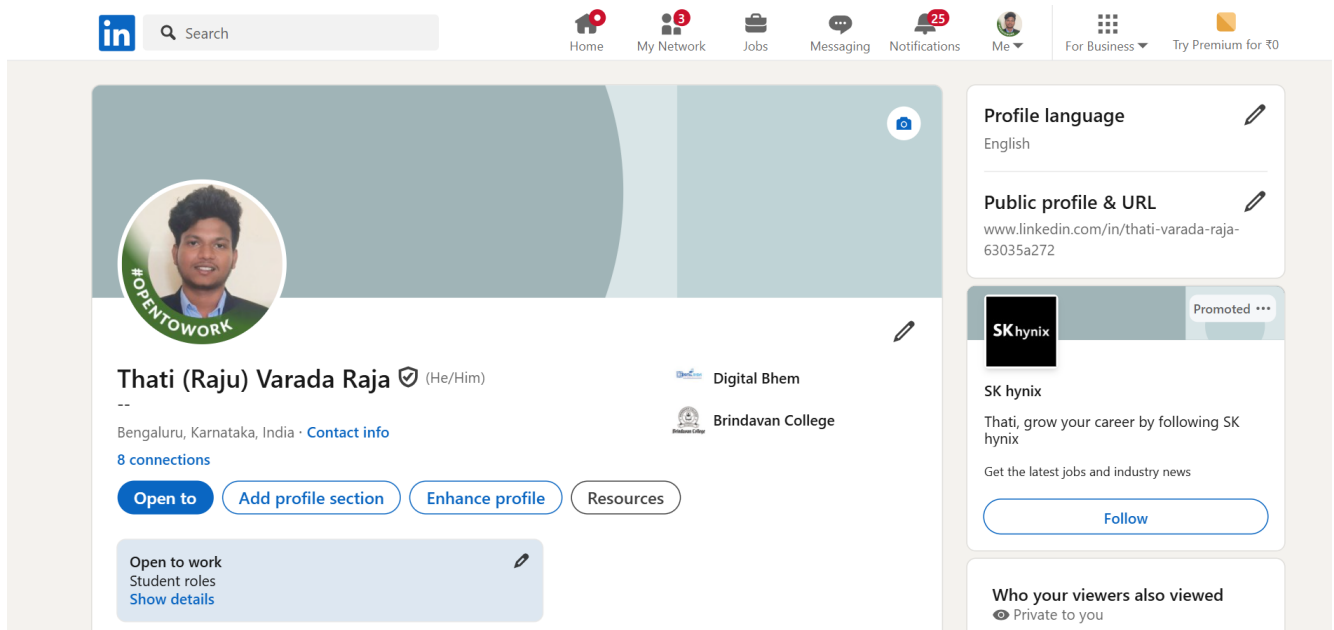 in
Search
Home
3
My Network
Jobs
Messaging
25
Notifications
Me
For Business
Try Premium for ₹0
#OPENTOWORK
Thati (Raju) Varada Raja (He/Him)
--
Bengaluru, Karnataka, India · Contact info
8 connections
Open to
Add profile section
Enhance profile
Resources
Digital Bhem
Brindavan College
Brindavan College
Open to work
Student roles
Show details
Profile language
English
Public profile & URL
www.linkedin.com/in/thati-varada-raja-
63035a272
Promoted ···
SK hynix
SK hynix
Thati, grow your career by following SK
hynix
Get the latest jobs and industry news
Follow
Who your viewers also viewed
Private to you